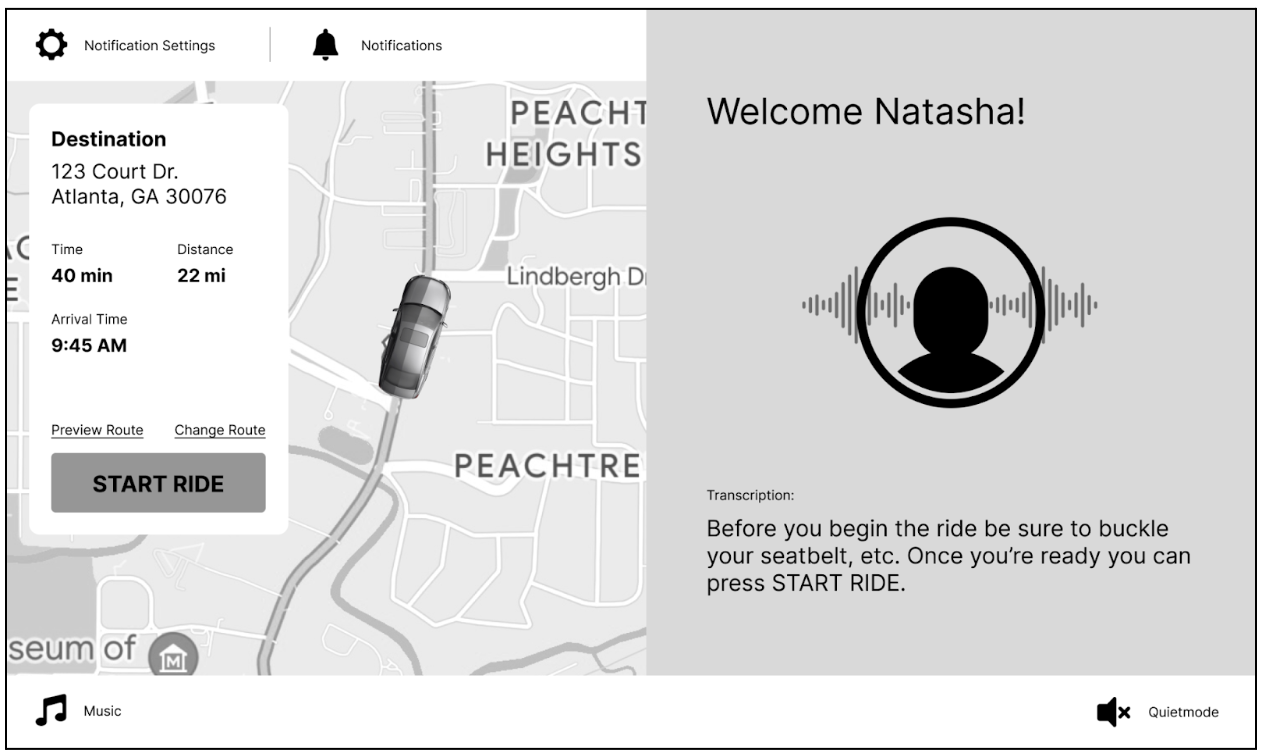 Notification Settings
Notifications
Destination
123 Court Dr.
Atlanta, GA 30076
Time
Distance
40 min
22 mi
Arrival Time
9:45 AM
Preview Route
Change Route
START RIDE
PEACHT
HEIGHTS
Lindbergh D
PEACHTRE
seum of
M
Welcome Natasha!
Transcription:
Before you begin the ride be sure to buckle
your seatbelt, etc. Once you’re ready you can
press START RIDE.
Music
Quietmode